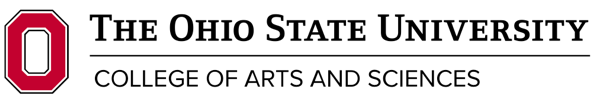 THE OHIO STATE UNIVERSITY
COLLEGE OF ARTS AND SCIENCES